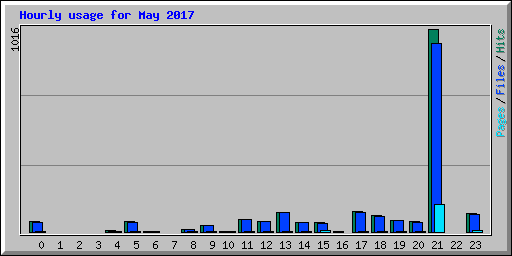 Hourly usage for May 2017
1016
Pages/Files/Hits
0 1 2 3 4 5 6 7 8 9 10 11 12 13 14 15 16 17 18 19 20 21 22 23